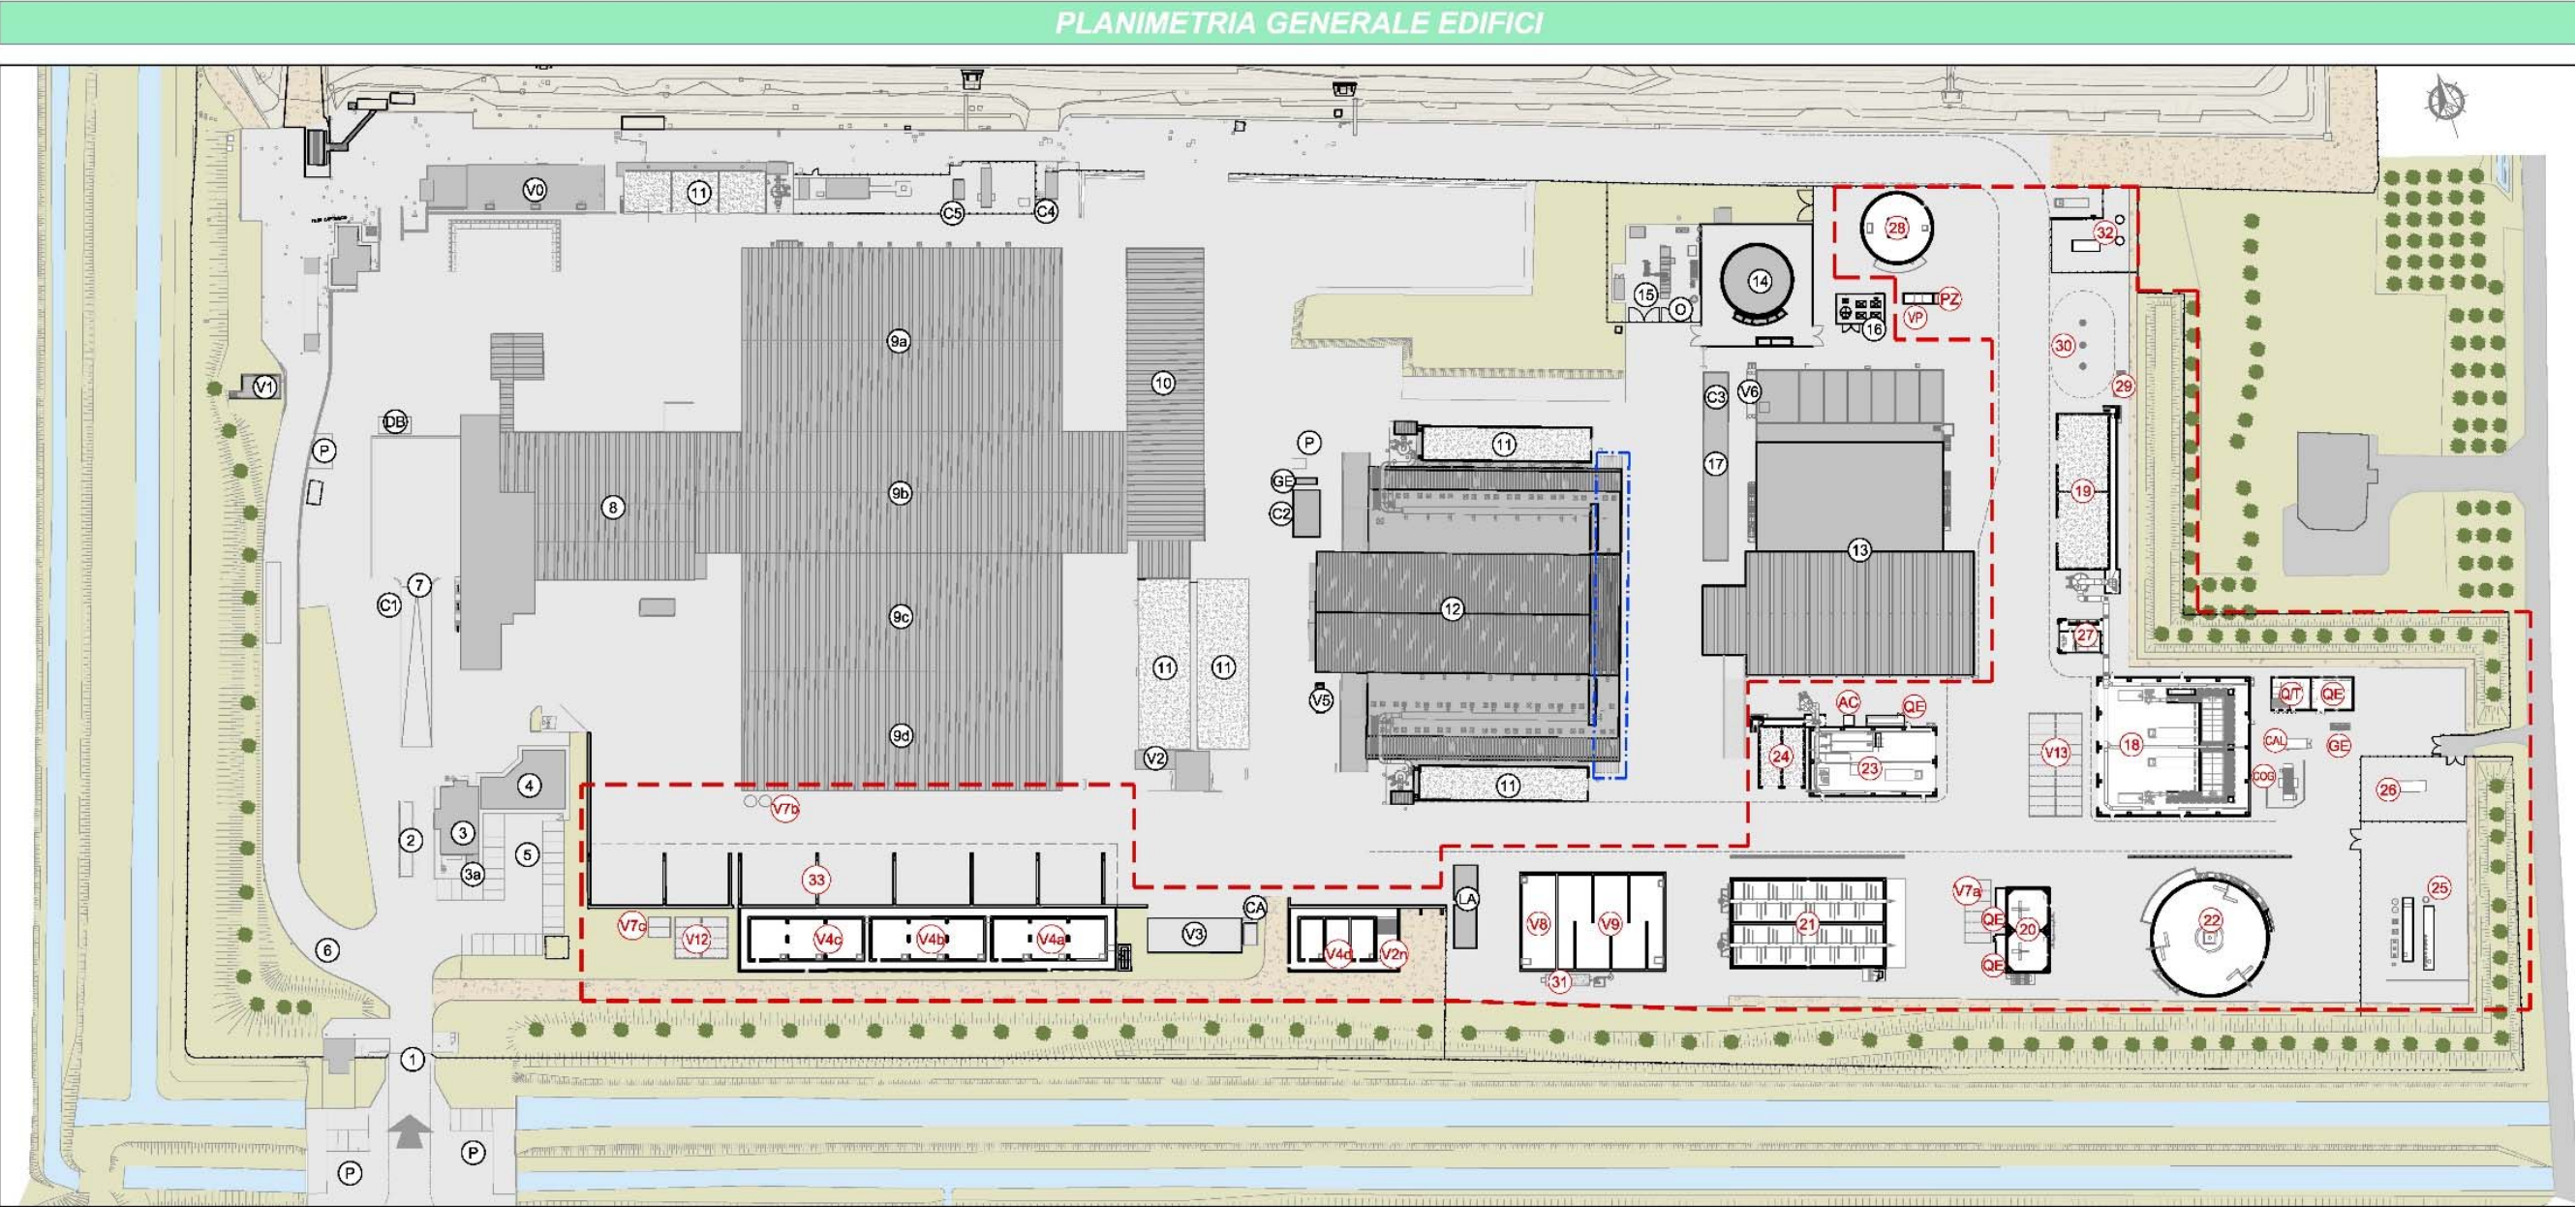 PLANIMETRIA GENERALE EDIFICI
V0
11
C5
C4
28
32
14
15
O
16
VP
PZ
9a
10
30
29
V1
DB
C3
V6
P
P
11
17
GE
C2
8
9b
19
13
7
C1
9c
12
27
11
11
V5
AC
QE
Q/T
QE
9d
V2
24
23
V13
18
CAL
GE
COG
4
11
26
V7b
2
3
5
3a
33
LA
25
V7c
V12
V4c
V4b
V4a
V3
CA
V4d
V2n
V8
V9
21
V7a
QE
20
22
6
QE
31
1
P
P